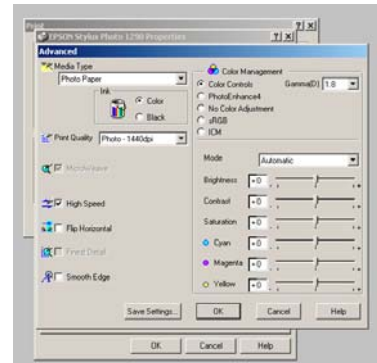 Print
EPSON Stylus Photo 1290 Properties
Advanced
Media Type
Photo Paper
Ink
Color
Black
Print Quality
Photo - 1440dpi
MicroWeave
High Speed
Flip Horizontal
Finest Detail
Smooth Edge
Save Settings...
Color Management
Color Controls
Gamma(D)
1.8
PhotoEnhance4
No Color Adjustment
sRGB
ICM
Mode
Automatic
Brightness
+0
Contrast
+0
Saturation
+0
Cyan
+0
Magenta
+0
Yellow
+0
OK
Cancel
Help
OK
Cancel
Help